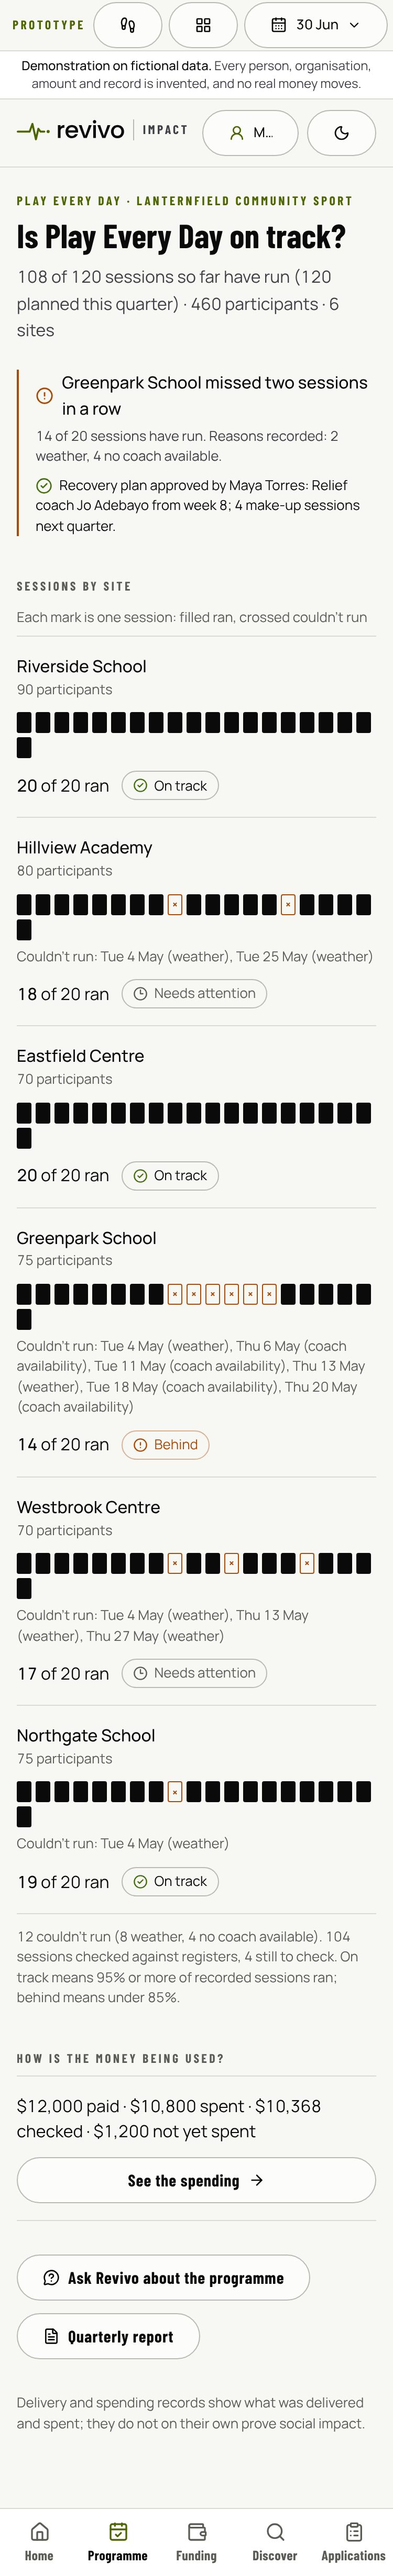 PROTOTYPE
30 Jun
Demonstration on fictional data. Every person, organisation,
amount and record is invented, and no real money moves.
revivo
IMPACT
M...
PLAY EVERY DAY · LANTERNFIELD COMMUNITY SPORT
Is Play Every Day on track?
108 of 120 sessions so far have run (120
planned this quarter) · 460 participants · 6
sites
Greenpark School missed two sessions
in a row
14 of 20 sessions have run. Reasons recorded: 2
weather, 4 no coach available.
Recovery plan approved by Maya Torres: Relief
coach Jo Adebayo from week 8; 4 make-up sessions
next quarter.
SESSIONS BY SITE
Each mark is one session: filled ran, crossed couldn't run
Riverside School
90 participants
20 of 20 ran
On track
Hillview Academy
80 participants
Couldn't run: Tue 4 May (weather), Tue 25 May (weather)
18 of 20 ran
Needs attention
Eastfield Centre
70 participants
20 of 20 ran
On track
Greenpark School
75 participants
Couldn't run: Tue 4 May (weather), Thu 6 May (coach
availability), Tue 11 May (coach availability), Thu 13 May
(weather), Tue 18 May (coach availability), Thu 20 May
(coach availability)
14 of 20 ran
Behind
Westbrook Centre
70 participants
Couldn't run: Tue 4 May (weather), Thu 13 May
(weather), Thu 27 May (weather)
17 of 20 ran
Needs attention
Northgate School
75 participants
Couldn't run: Tue 4 May (weather)
19 of 20 ran
On track
12 couldn't run (8 weather, 4 no coach available). 104
sessions checked against registers, 4 still to check. On
track means 95% or more of recorded sessions ran;
behind means under 85%.
HOW IS THE MONEY BEING USED?
$12,000 paid · $10,800 spent · $10,368
checked · $1,200 not yet spent
See the spending
Ask Revivo about the programme
Quarterly report
Delivery and spending records show what was delivered
and spent; they do not on their own prove social impact.
Home
Programme
Funding
Discover
Applications